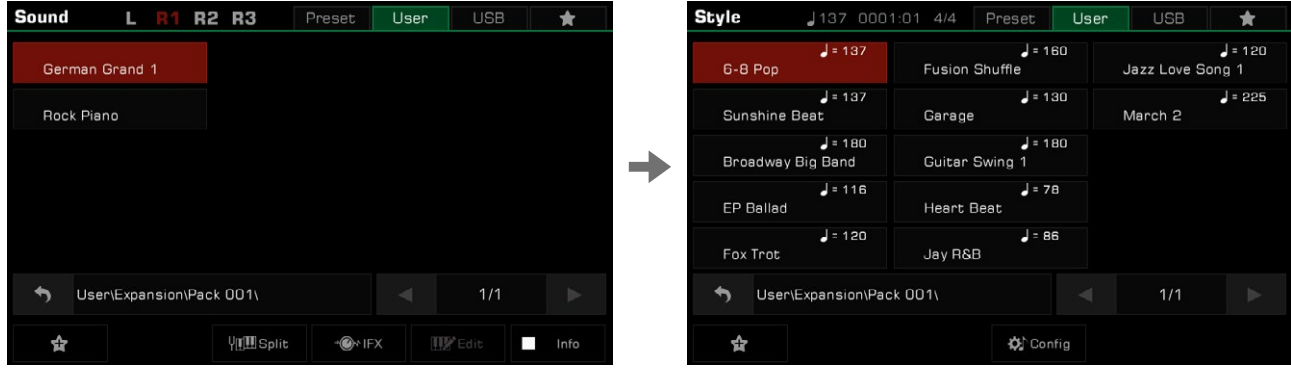 Sound L R1 R2 R3 Preset User USB
German Grand 1
Rock Piano
User\Expansion\Pack 001\ 1/1
Split IFX Edit Info
Style ♩137 0001:01 4/4 Preset User USB
♩= 137 ♩= 160 ♩= 120
6-8 Pop Fusion Shuffle Jazz Love Song 1
♩= 137 ♩= 130 ♩= 225
Sunshine Beat Garage March 2
♩= 180 ♩= 180
Broadway Big Band Guitar Swing 1
♩= 116 ♩= 78
EP Ballad Heart Beat
♩= 120 ♩= 86
Fox Trot Jay R&B
User\Expansion\Pack 001\ 1/1
Config